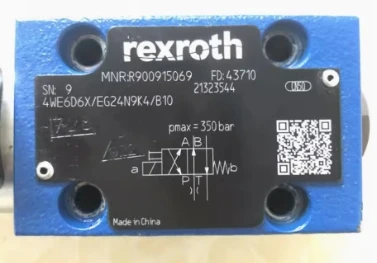 rexroth
MNR:R900915069 FD:43710
SN: 9 21323544
4WE6D6X/EG24N9K4/B10
pmax = 350 bar
A B
a b
P T
Made in China